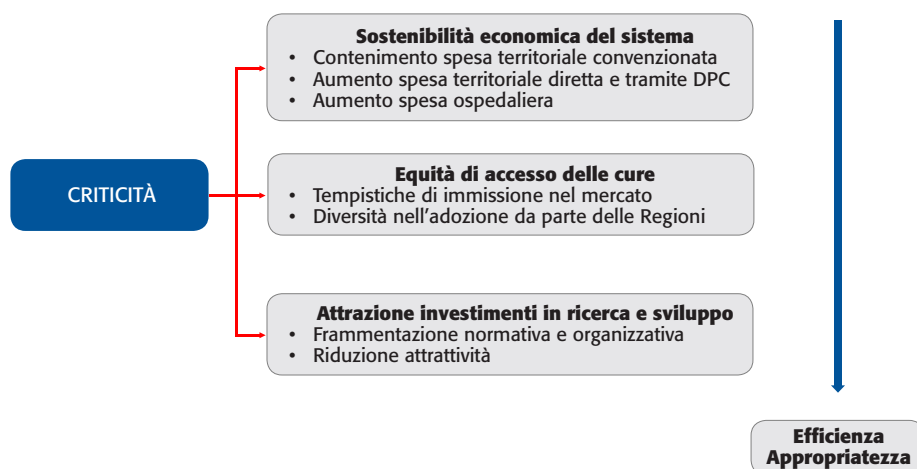 Sostenibilità economica del sistema
• Contenimento spesa territoriale convenzionata
• Aumento spesa territoriale diretta e tramite DPC
• Aumento spesa ospedaliera
CRITICITÀ
Equità di accesso delle cure
• Tempistiche di immissione nel mercato
• Diversità nell'adozione da parte delle Regioni
Attrazione investimenti in ricerca e sviluppo
• Frammentazione normativa e organizzativa
• Riduzione attrattività
Efficienza
Appropriatezza